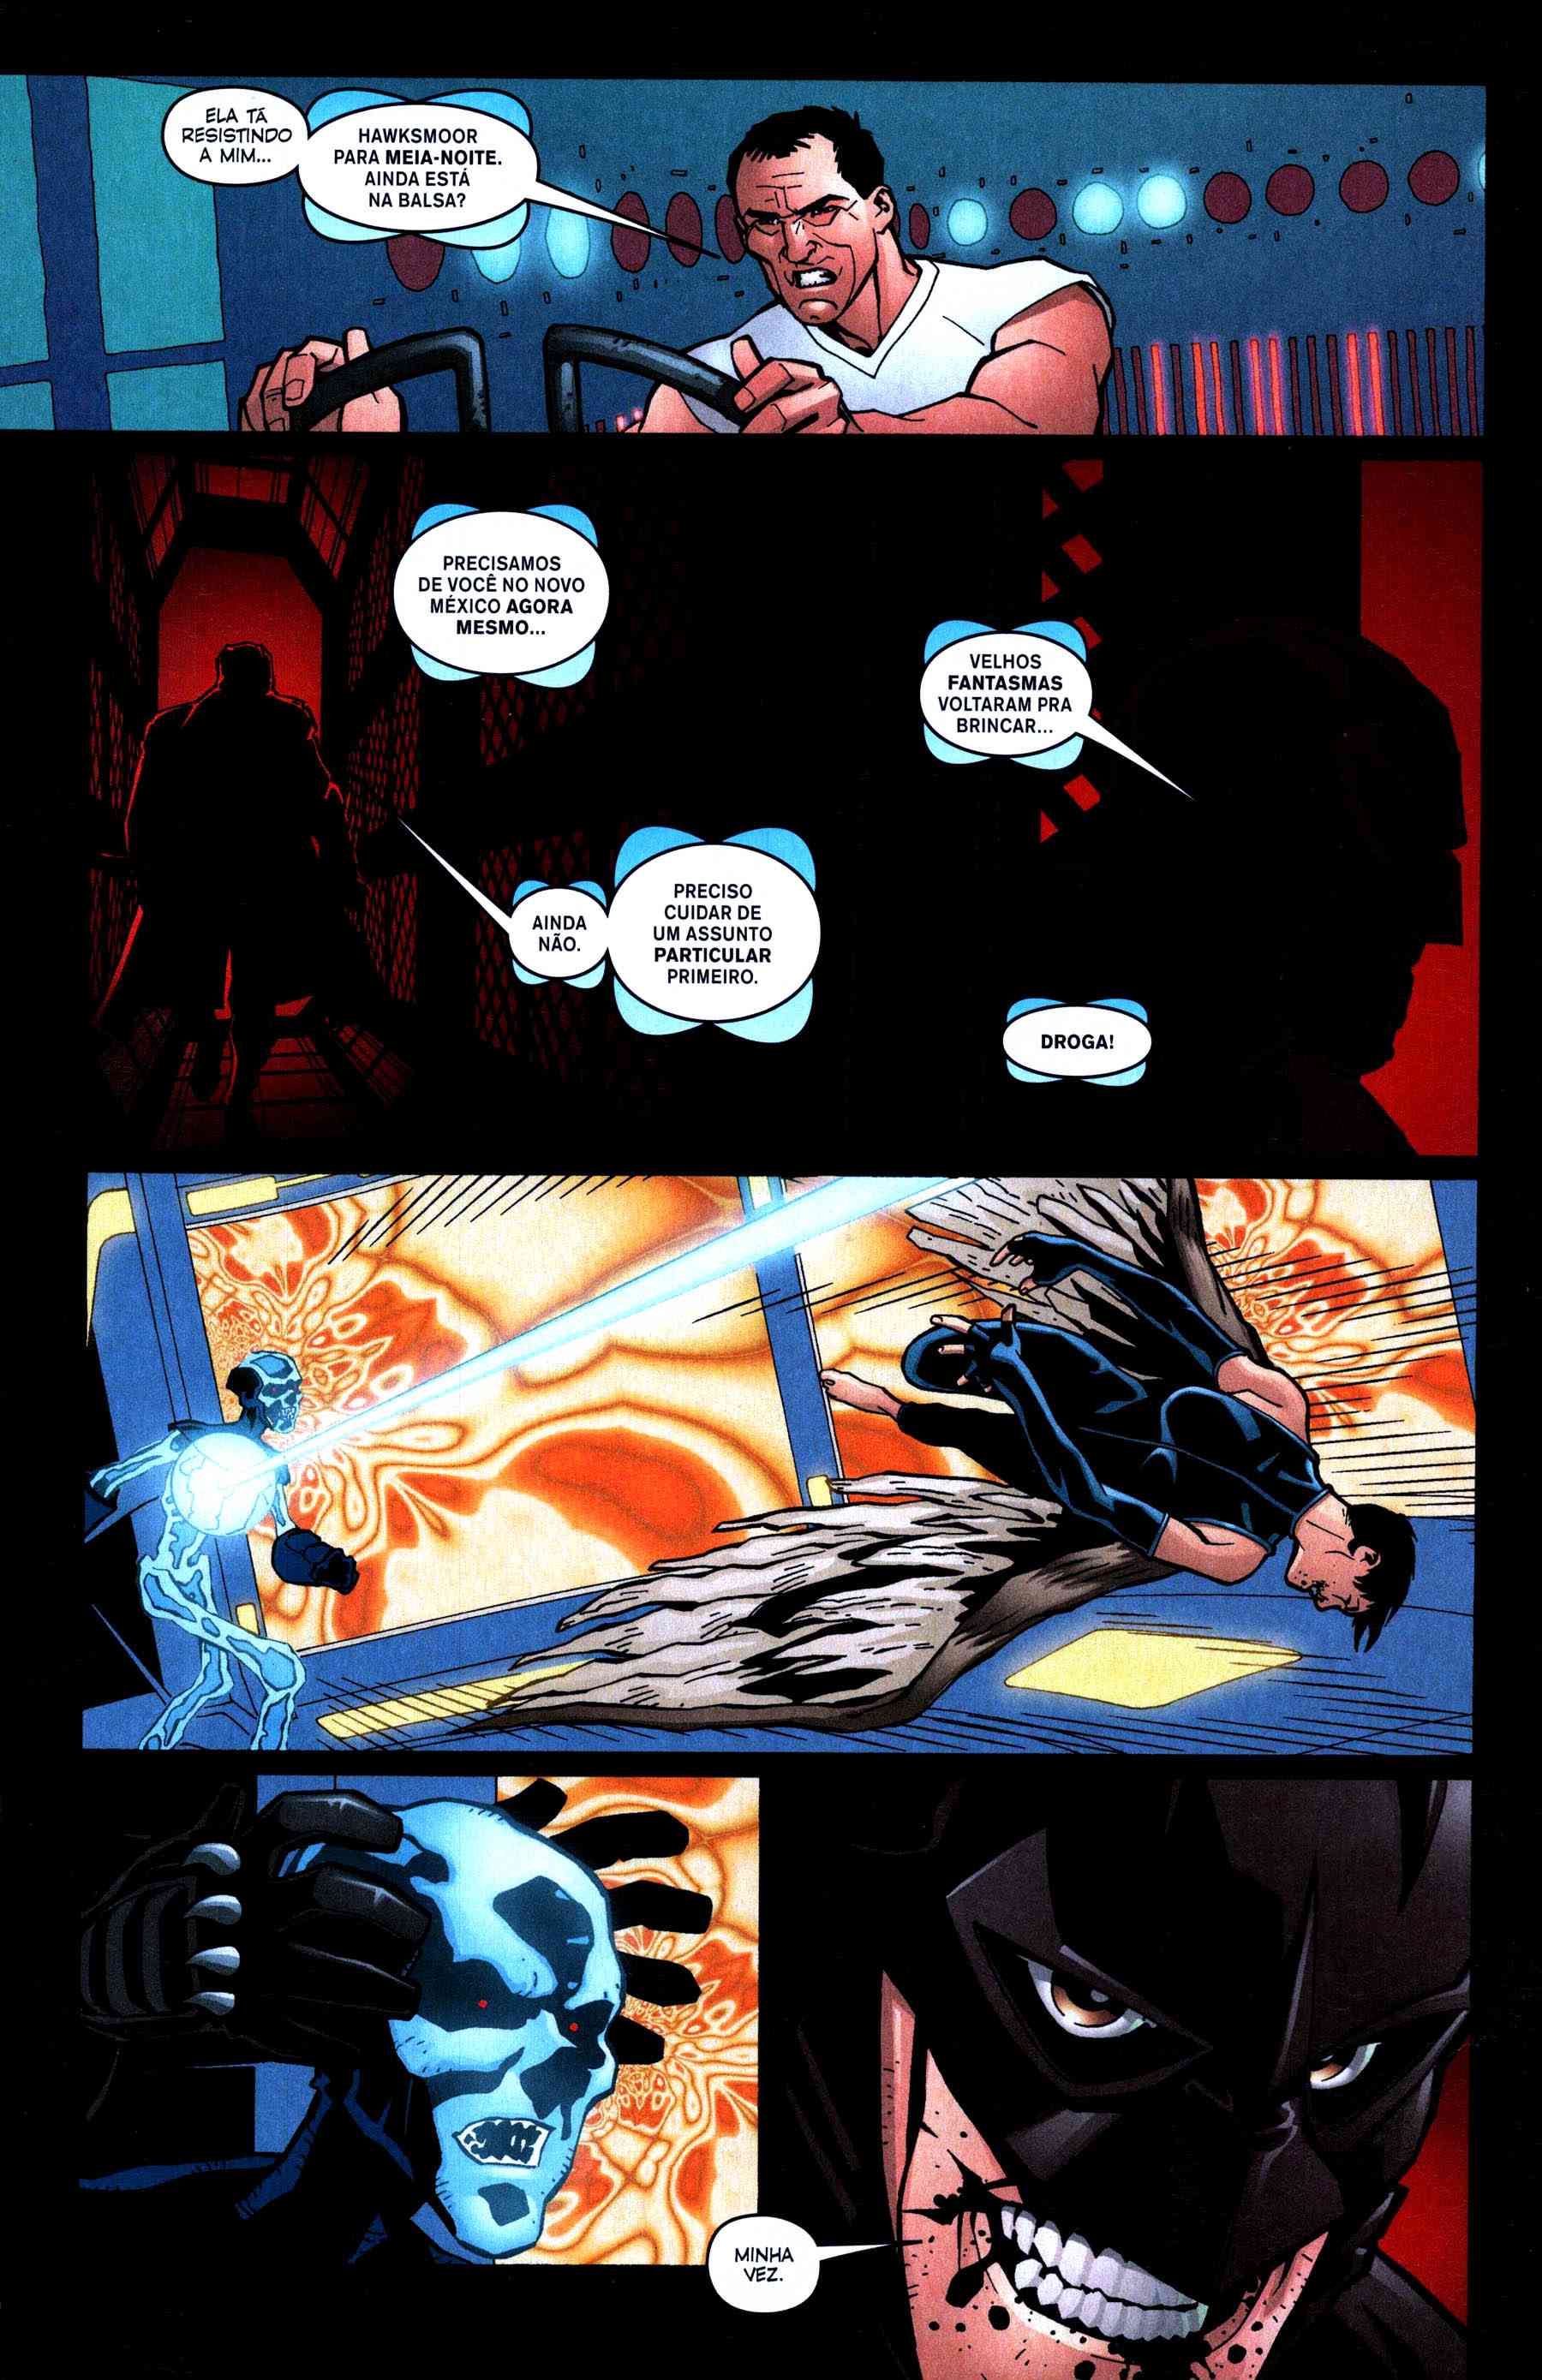 ELA TÁ
RESISTINDO
A MIM...
HAWKSMOOR
PARA MEIA-NOITE.
AINDA ESTÁ
NA BALSA?
PRECISAMOS
DE VOCÊ NO NOVO
MÉXICO AGORA
MESMO...
AINDA
NÃO.
PRECISO
CUIDAR DE
UM ASSUNTO
PARTICULAR
PRIMEIRO.
VELHOS
FANTASMAS
VOLTARAM PRA
BRINCAR...
DROGA!
MINHA
VEZ.